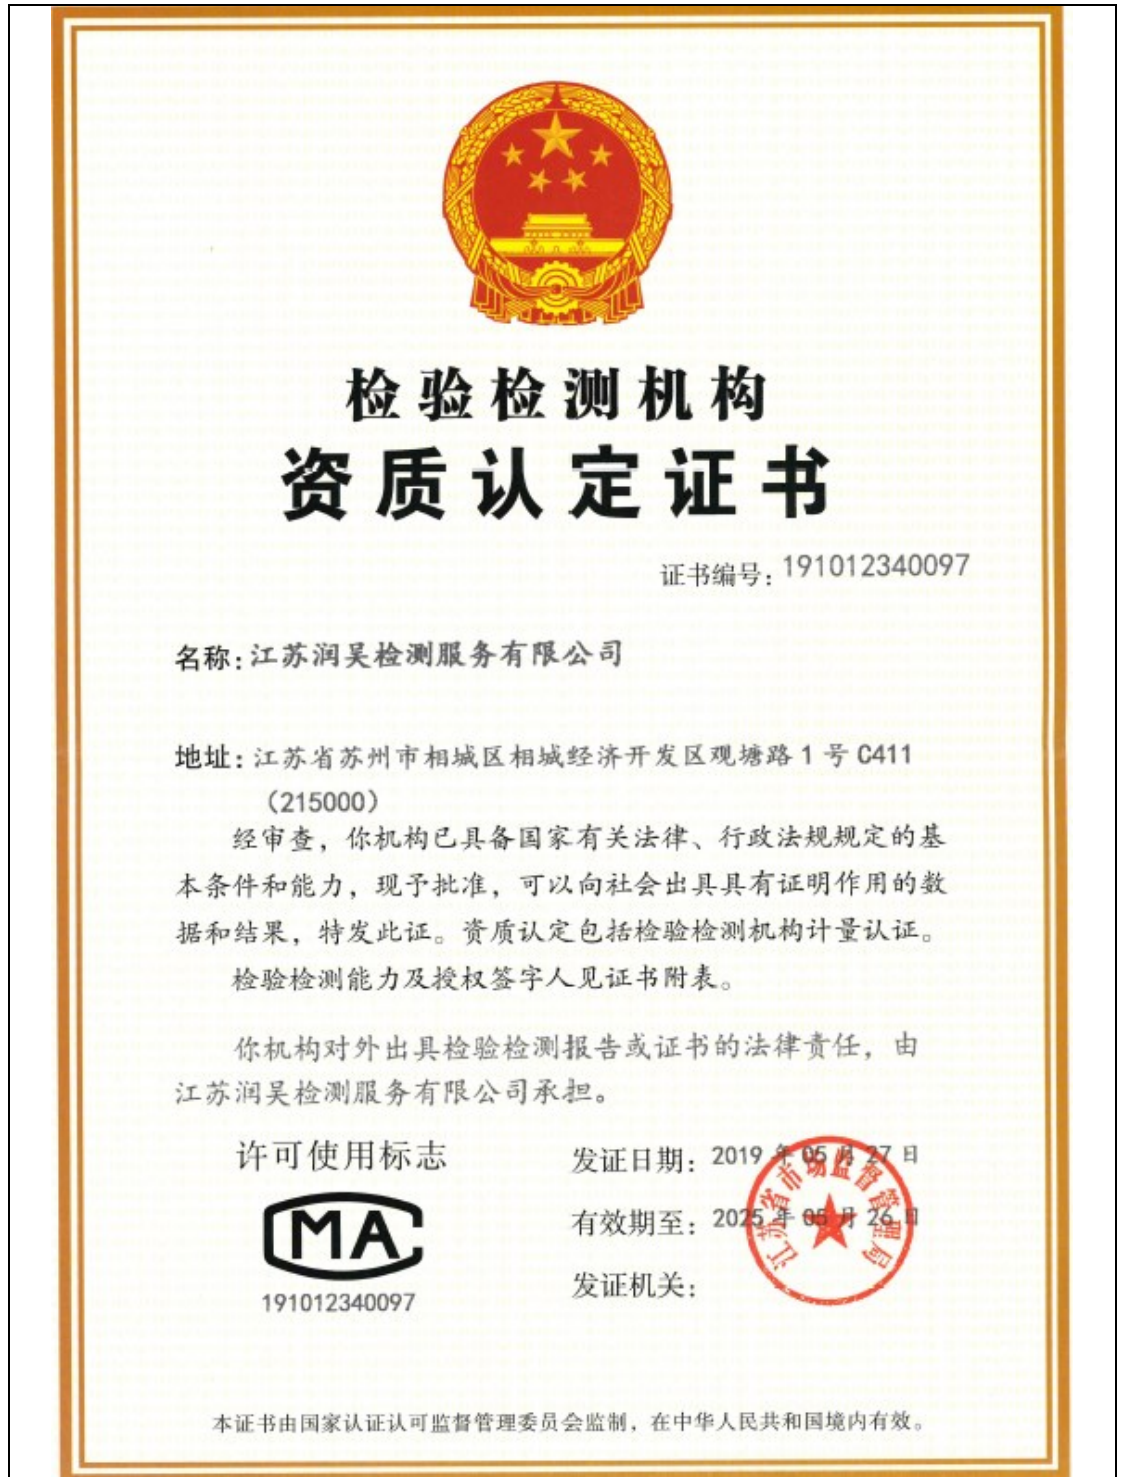 检验检测机构
资质认定证书
证书编号：191012340097
名称：江苏润吴检测服务有限公司
地址：江苏省苏州市相城区相城经济开发区观塘路1号C411
（215000）
经审查，你机构已具备国家有关法律、行政法规规定的基
本条件和能力，现予批准，可以向社会出具具有证明作用的数
据和结果，特发此证。资质认定包括检验检测机构计量认证。
检验检测能力及授权签字人见证书附表。
你机构对外出具检验检测报告或证书的法律责任，由
江苏润吴检测服务有限公司承担。
许可使用标志
MA
191012340097
发证日期：2019年05月27日
有效期至：2025年05月26日
发证机关：
江苏省市场监督管理局
本证书由国家认证认可监督管理委员会监制，在中华人民共和国境内有效。